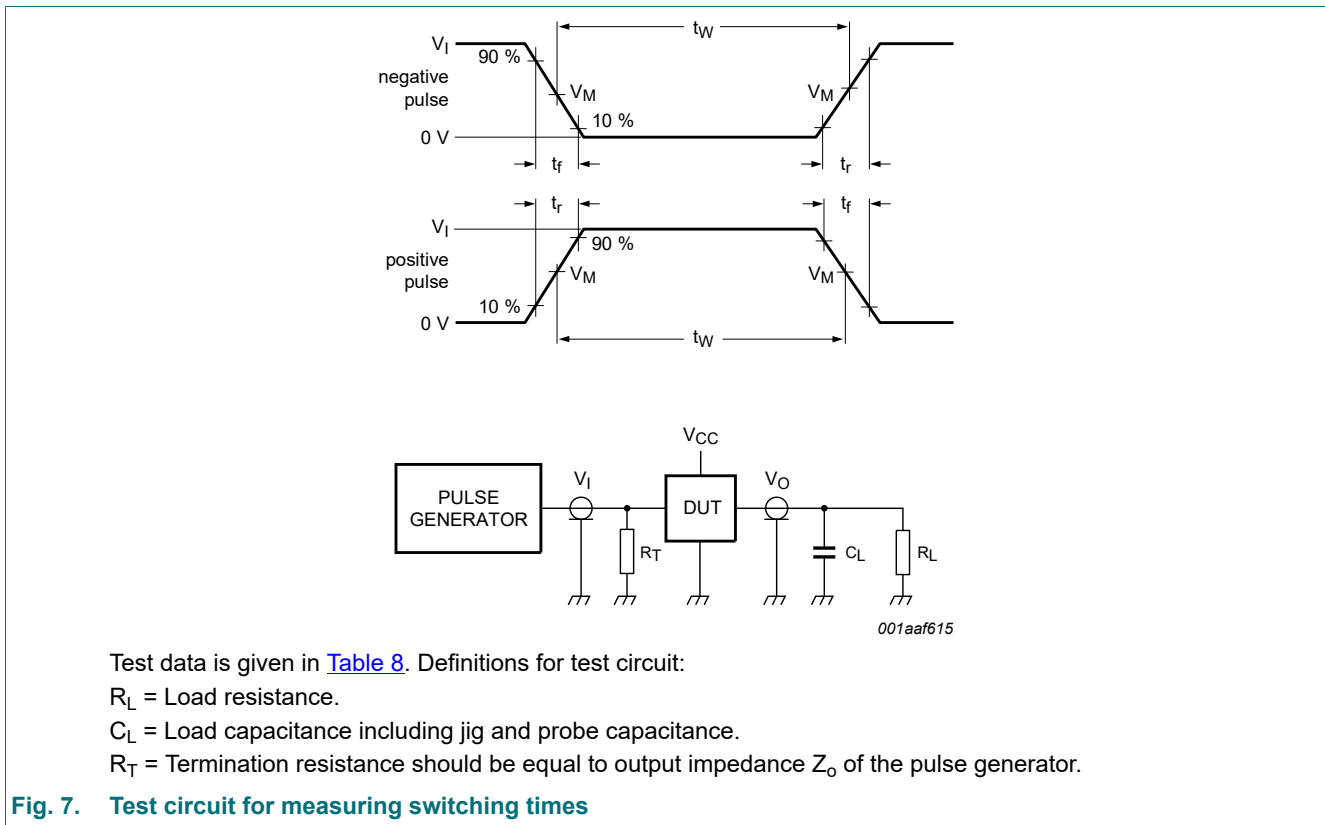 tW
VI
90 %
negative
pulse
VM
VM
10 %
0 V
tf
tr
tr
tf
VI
90 %
positive
pulse
VM
VM
10 %
0 V
tW
VCC
VI
VO
PULSE
GENERATOR
DUT
RT
CL
RL
001aaf615
Test data is given in Table 8. Definitions for test circuit:
RL = Load resistance.
CL = Load capacitance including jig and probe capacitance.
RT = Termination resistance should be equal to output impedance Zo of the pulse generator.
Fig. 7. Test circuit for measuring switching times